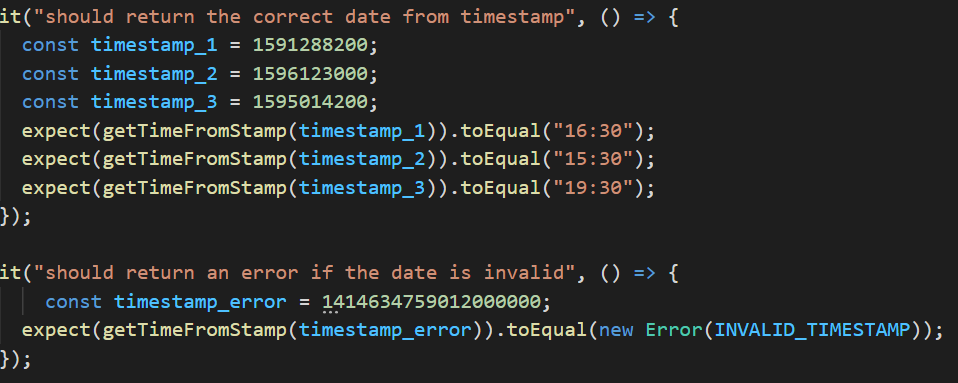 it("should return the correct date from timestamp", () => {
  const timestamp_1 = 1591288200;
  const timestamp_2 = 1596123000;
  const timestamp_3 = 1595014200;
  expect(getTimeFromStamp(timestamp_1)).toEqual("16:30");
  expect(getTimeFromStamp(timestamp_2)).toEqual("15:30");
  expect(getTimeFromStamp(timestamp_3)).toEqual("19:30");
});
it("should return an error if the date is invalid", () => {
    const timestamp_error = 1414634759012000000;
  expect(getTimeFromStamp(timestamp_error)).toEqual(new Error(INVALID_TIMESTAMP));
});